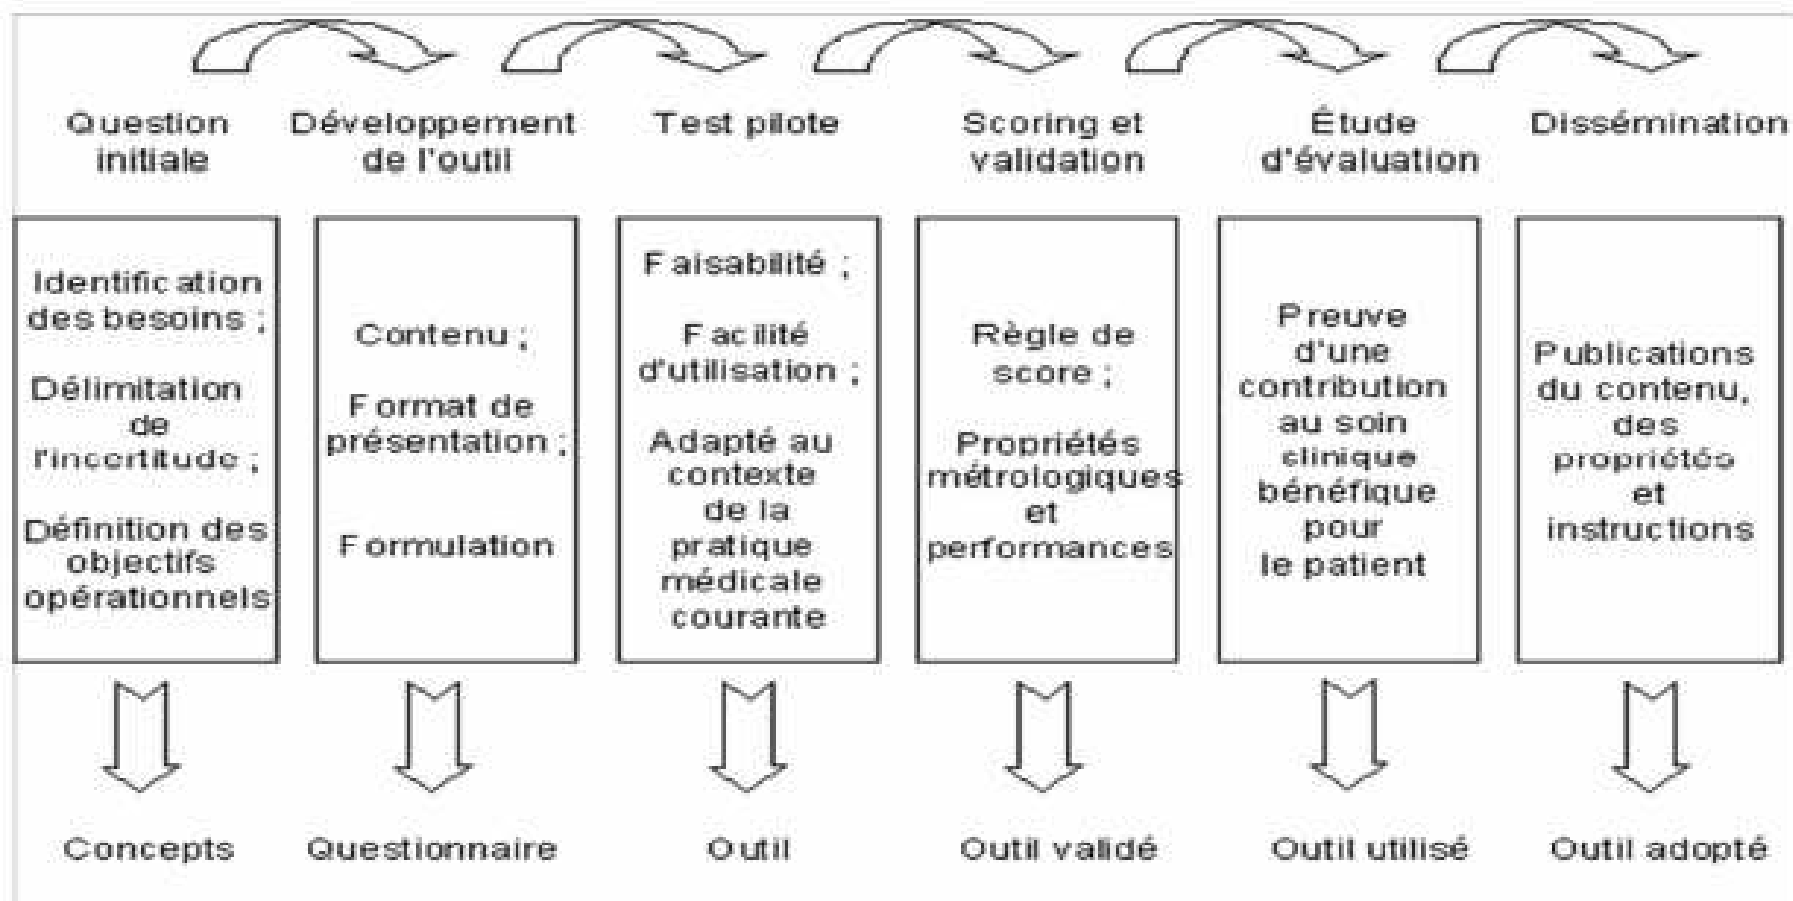 Question
initiale
Développement
de l'outil
Test pilote
Scoring et
validation
Étude
d'évaluation
Dissémination
Identification
des besoins ;
Délimitation
de
l'incertitude ;
Définition des
objectifs
opérationnels
Contenu ;
Format de
présentation ;
Formulation
Faisabilité ;
Facilité
d'utilisation ;
Adapté au
contexte
de la
pratique
médicale
courante
Règle de
score ;
Propriétés
métrologiques
et
performances
Preuve
d'une
contribution
au soin
clinique
bénéfique
pour
le patient
Publications
du contenu,
des
propriétés
et
instructions
Concepts
Questionnaire
Outil
Outil validé
Outil utilisé
Outil adopté